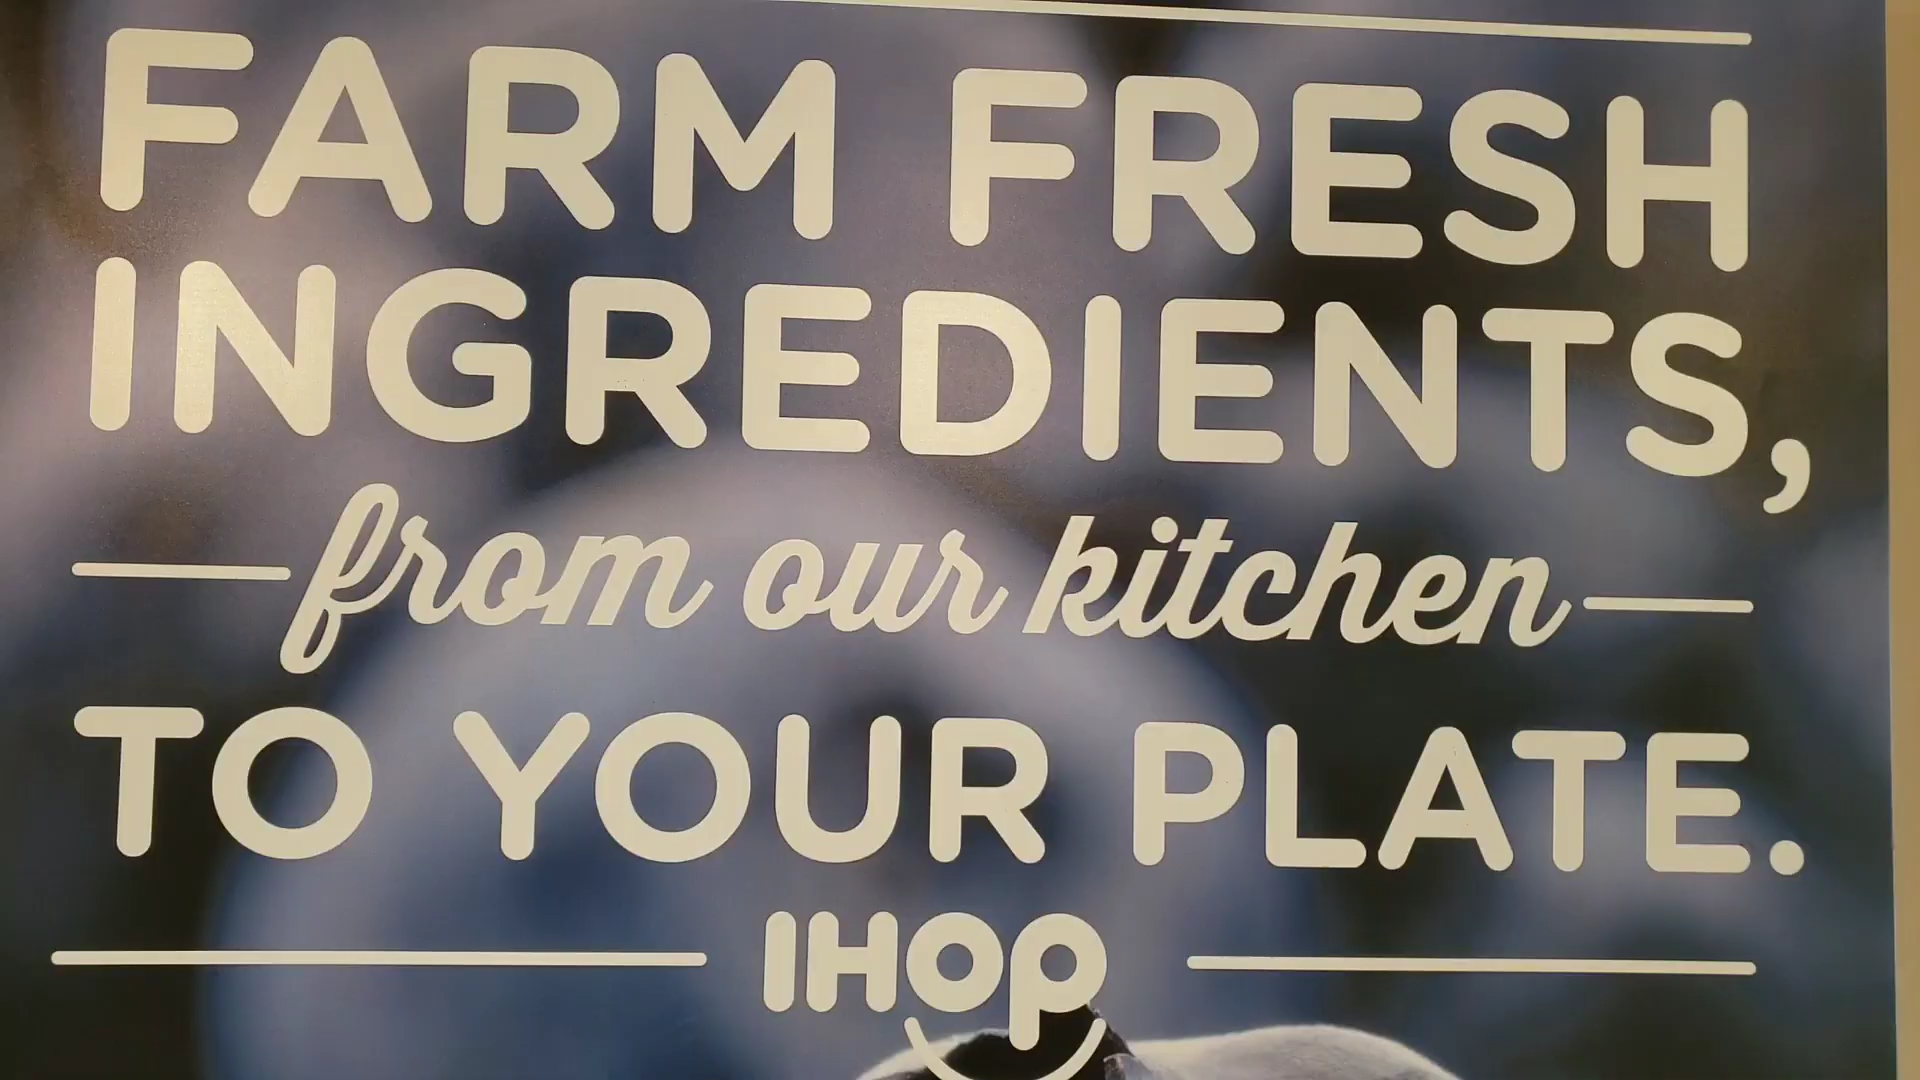 FARM FRESH
INGREDIENTS,
from our kitchen
TO YOUR PLATE.
IHOP